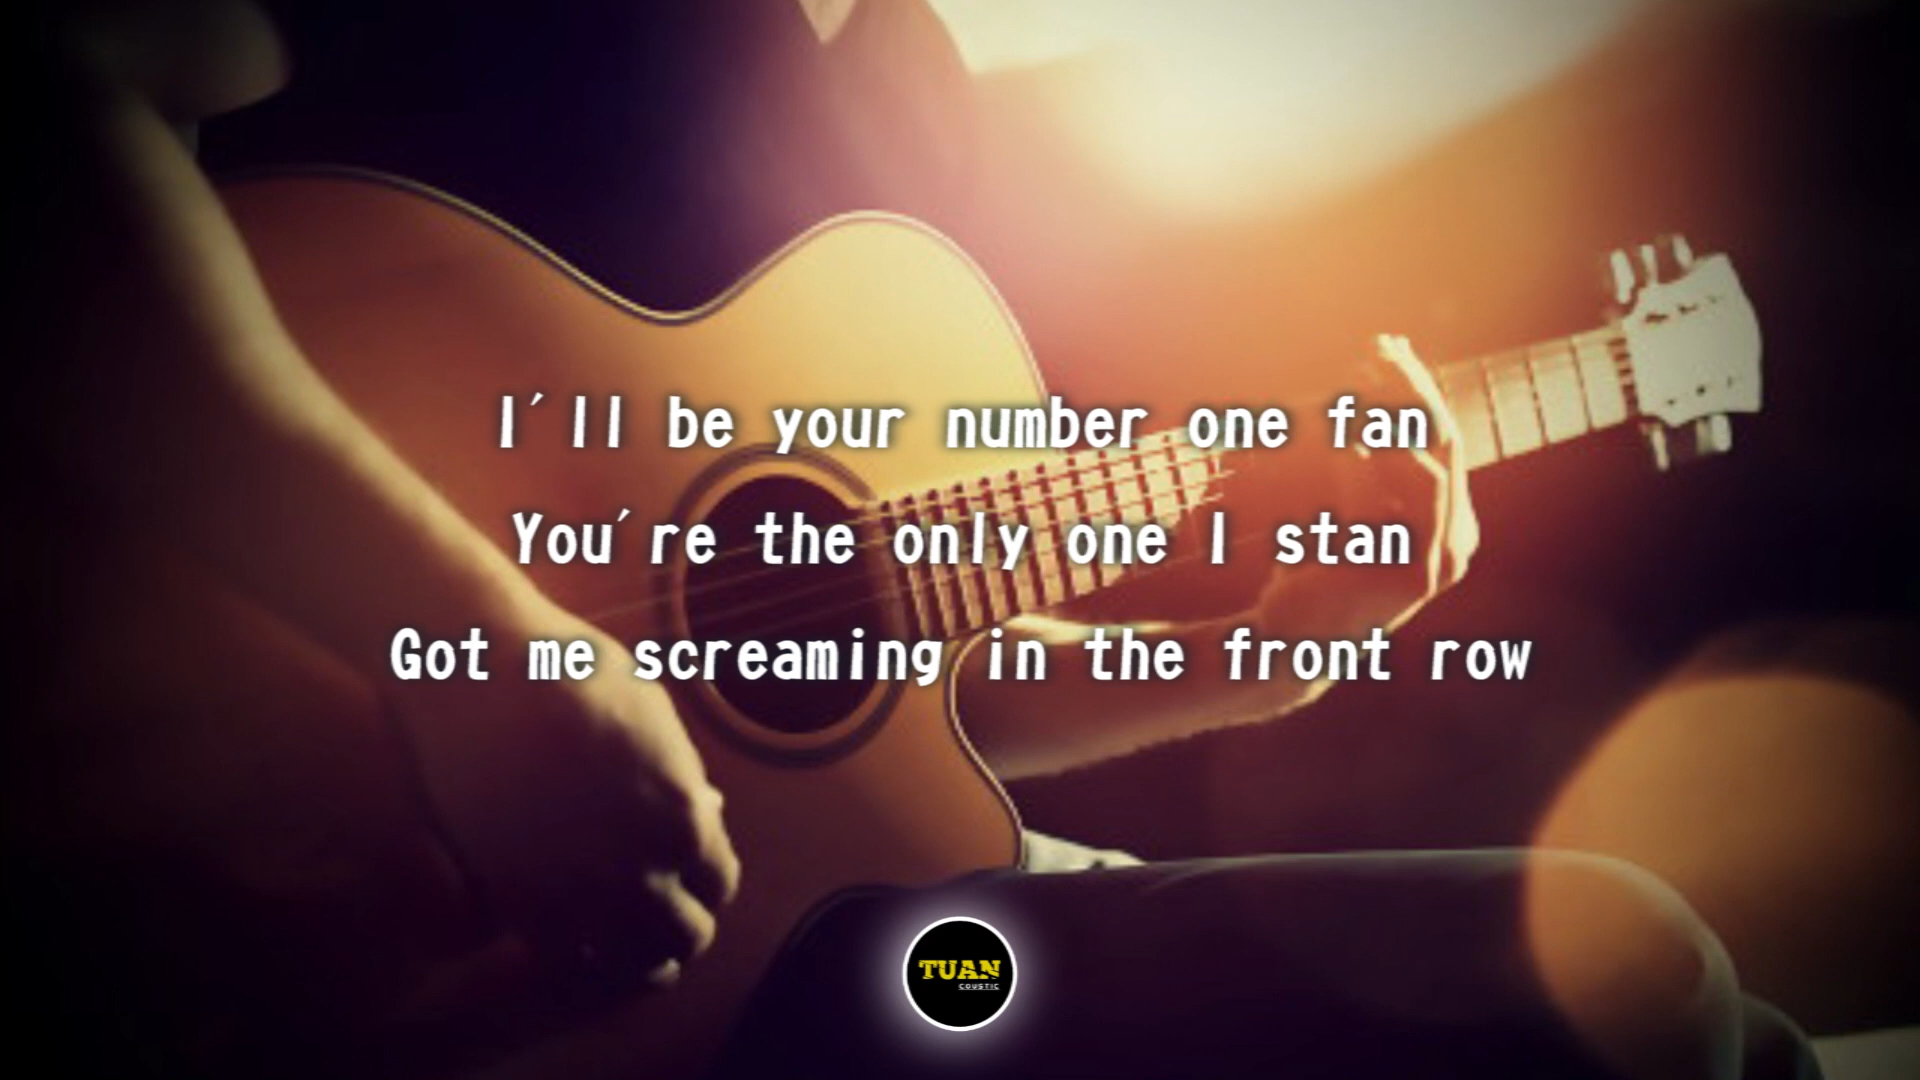 I´ll be your number one fan
You´re the only one I stan
Got me screaming in the front row
TUAN
COUSTIC